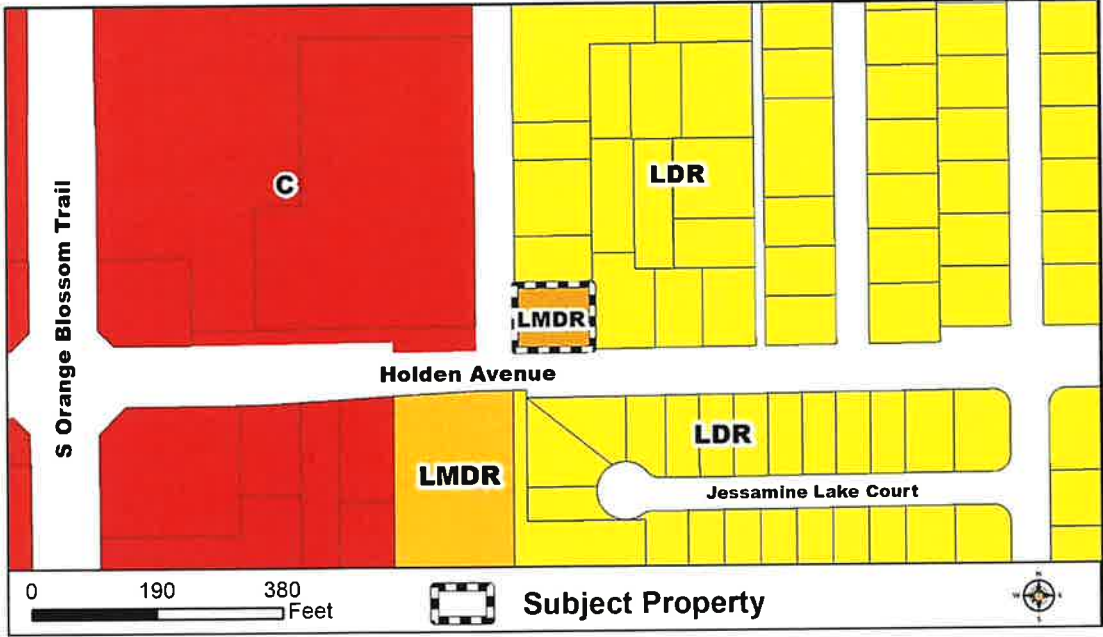 C
LDR
S Orange Blossom Trail
LMDR
Holden Avenue
LDR
LMDR
Jessamine Lake Court
0 190 380
Feet
Subject Property
N
W E
S